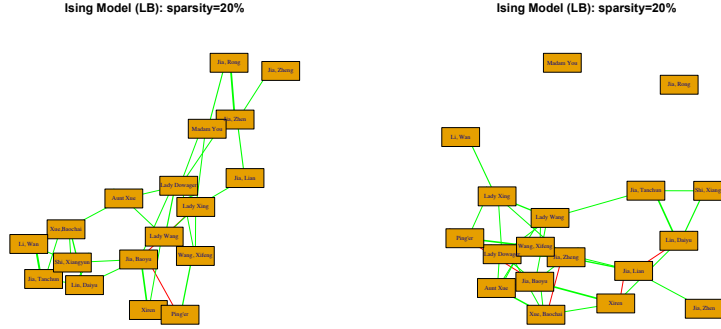 Ising Model (LB): sparsity=20%
Jia, Rong
Jia, Zheng
Jia, Zhen
Madam You
Jia, Lian
Lady Dowager
Aunt Xue
Lady Xing
Xue, Baochai
Lady Wang
Li, Wan
Wang, Xifeng
Shi, Xiangyun
Jia, Baoyu
Jia, Tanchun
Lin, Daiyu
Xiren
Ping'er
Ising Model (LB): sparsity=20%
Madam You
Jia, Rong
Li, Wan
Jia, Tanchun
Shi, Xiang
Lady Xing
Lady Wang
Ping'er
Wang, Xifeng
Lin, Daiyu
Lady Dowager
Jia, Zheng
Jia, Lian
Jia, Baoyu
Aunt Xue
Xiren
Xue, Baochai
Jia, Zhen